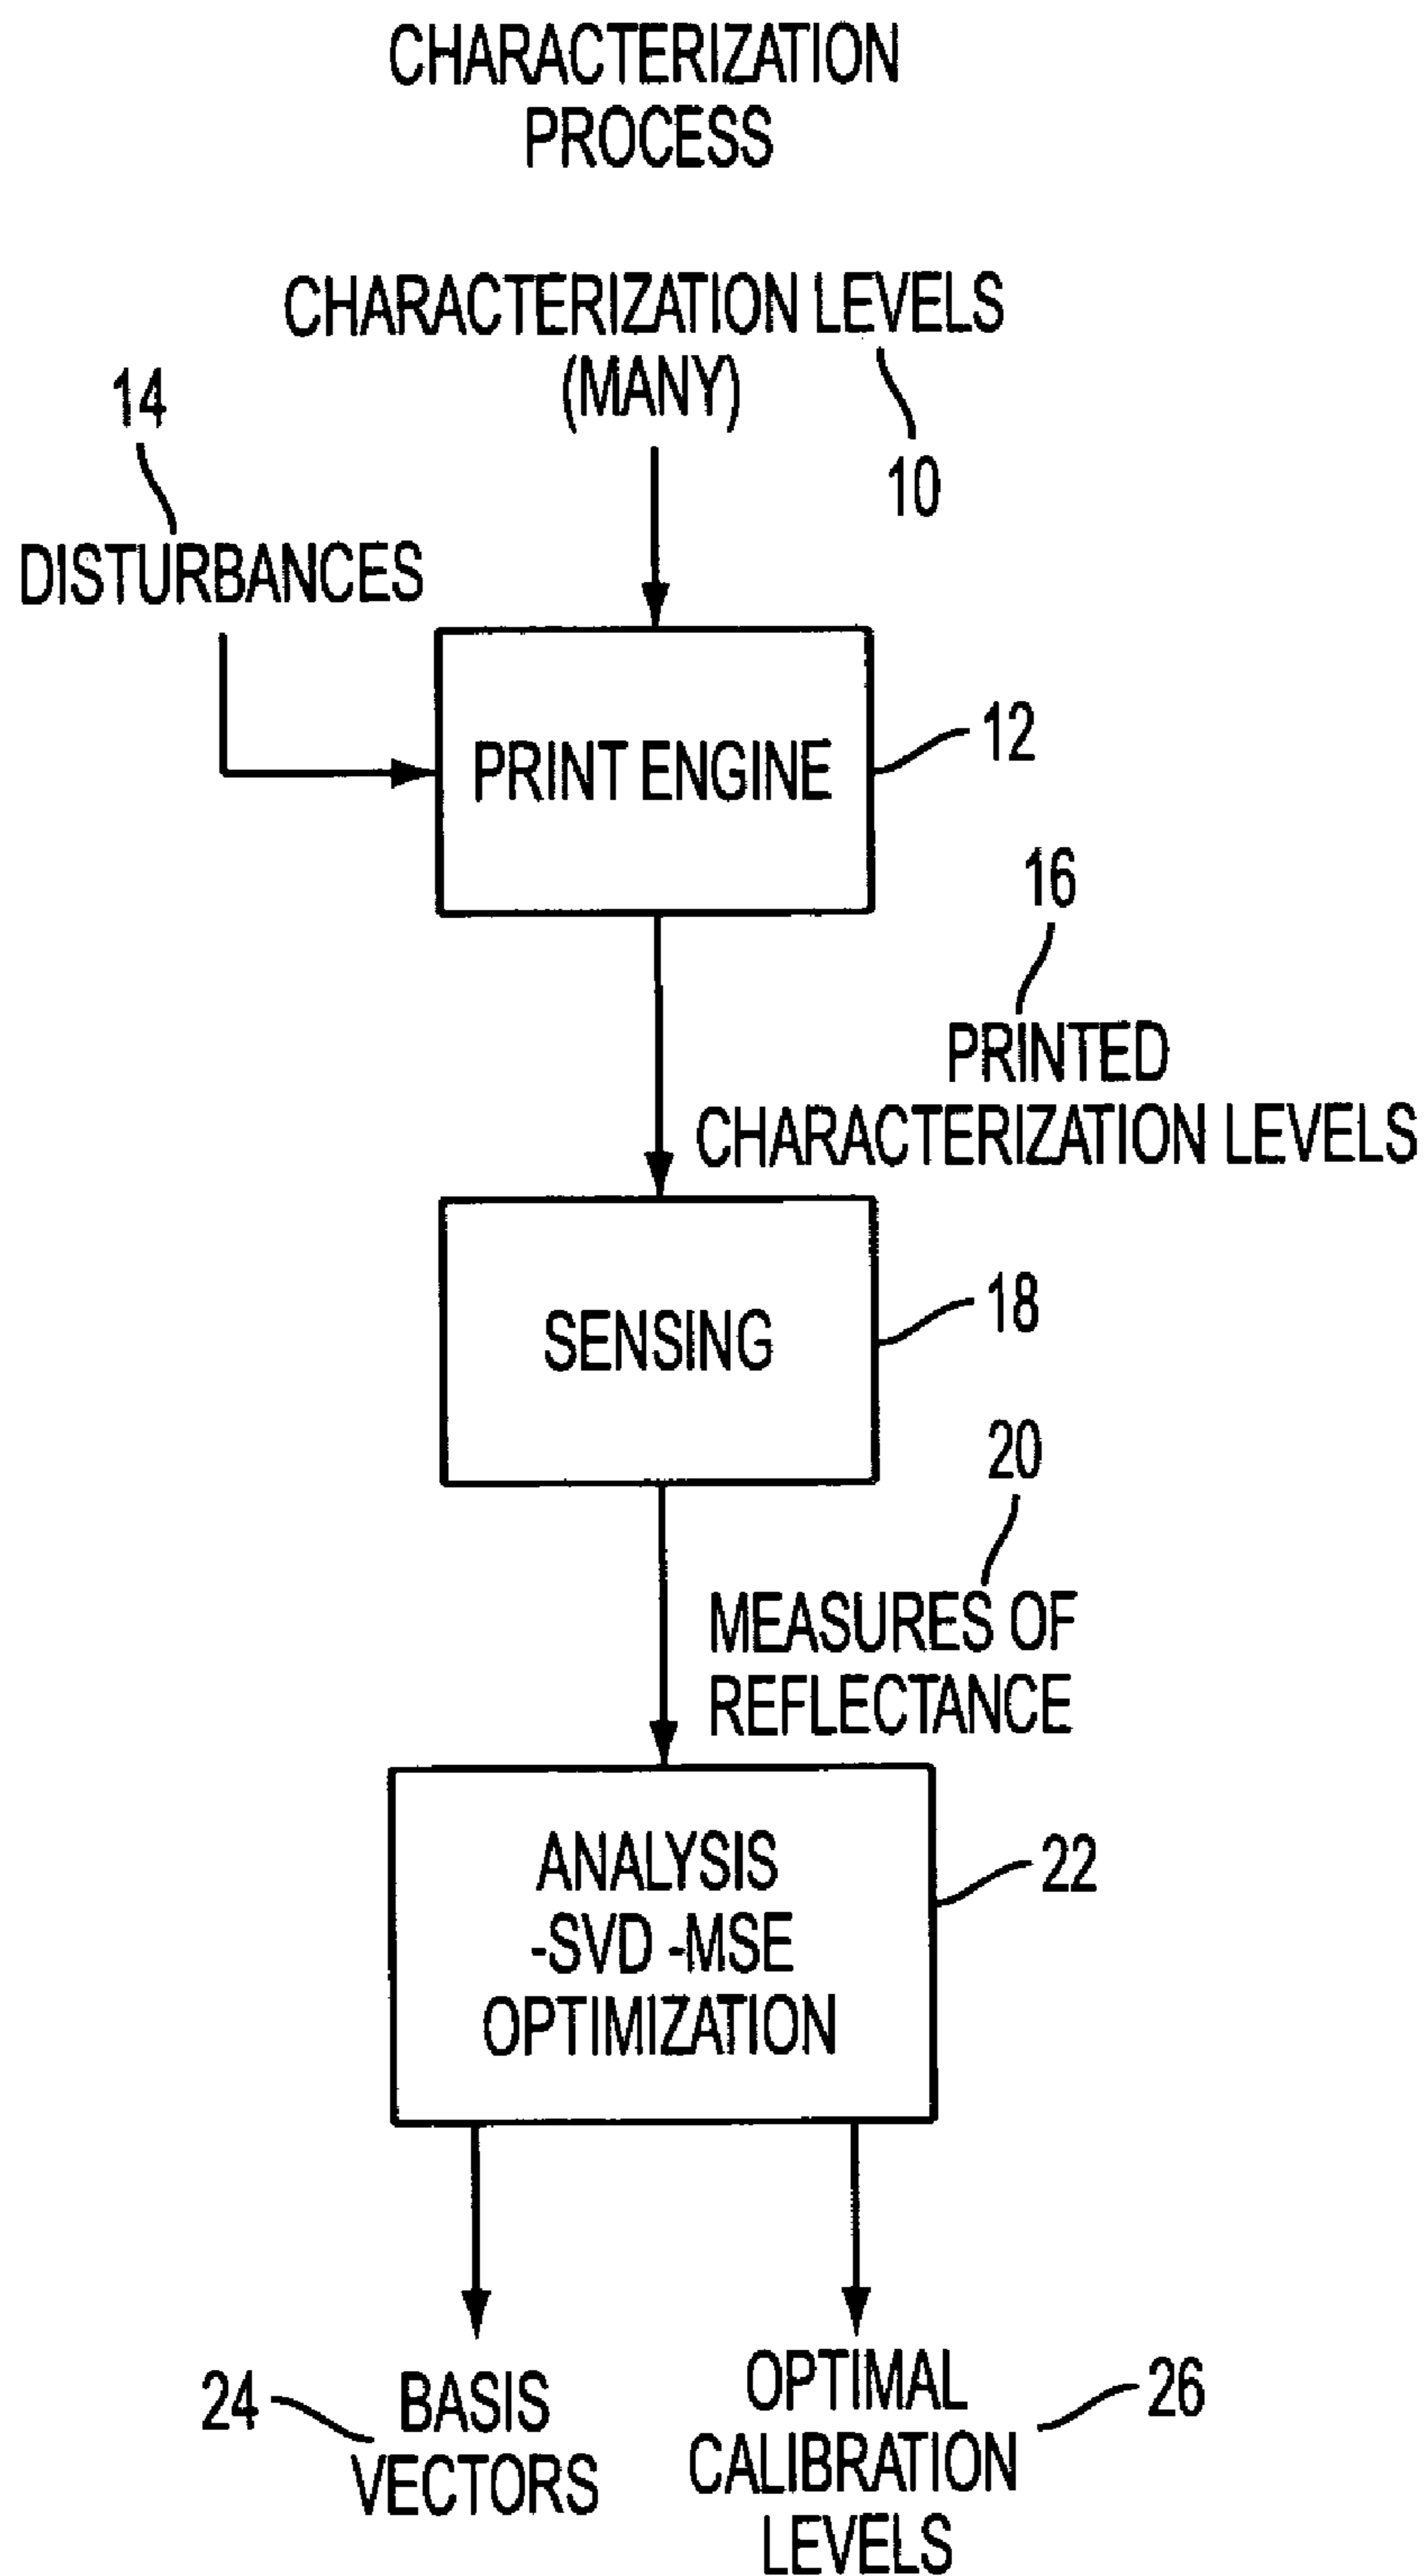 CHARACTERIZATION
PROCESS
CHARACTERIZATION LEVELS
(MANY)
10
14
DISTURBANCES
PRINT ENGINE
12
16
PRINTED
CHARACTERIZATION LEVELS
SENSING
18
20
MEASURES OF
REFLECTANCE
ANALYSIS
-SVD -MSE
OPTIMIZATION
22
24
BASIS
VECTORS
OPTIMAL
CALIBRATION
LEVELS
26